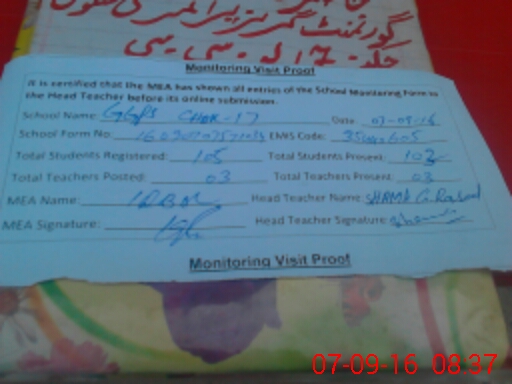 گورنمنٹ گرلز پرائمری سکول
Monitoring Visit Proof
It is certified that the MEA has shown all entries of the School Monitoring Form to
the Head Teacher before its online submission.
School Name: GGPS CHAK-17 Date: 07-09-16
School Form No: EMIS Code:
Total Students Registered: 105 Total Students Present: 102
Total Teachers Posted: 03 Total Teachers Present: 03
MEA Name: Head Teacher Name:
MEA Signature: Head Teacher Signature:
Monitoring Visit Proof
07-09-16 08:37